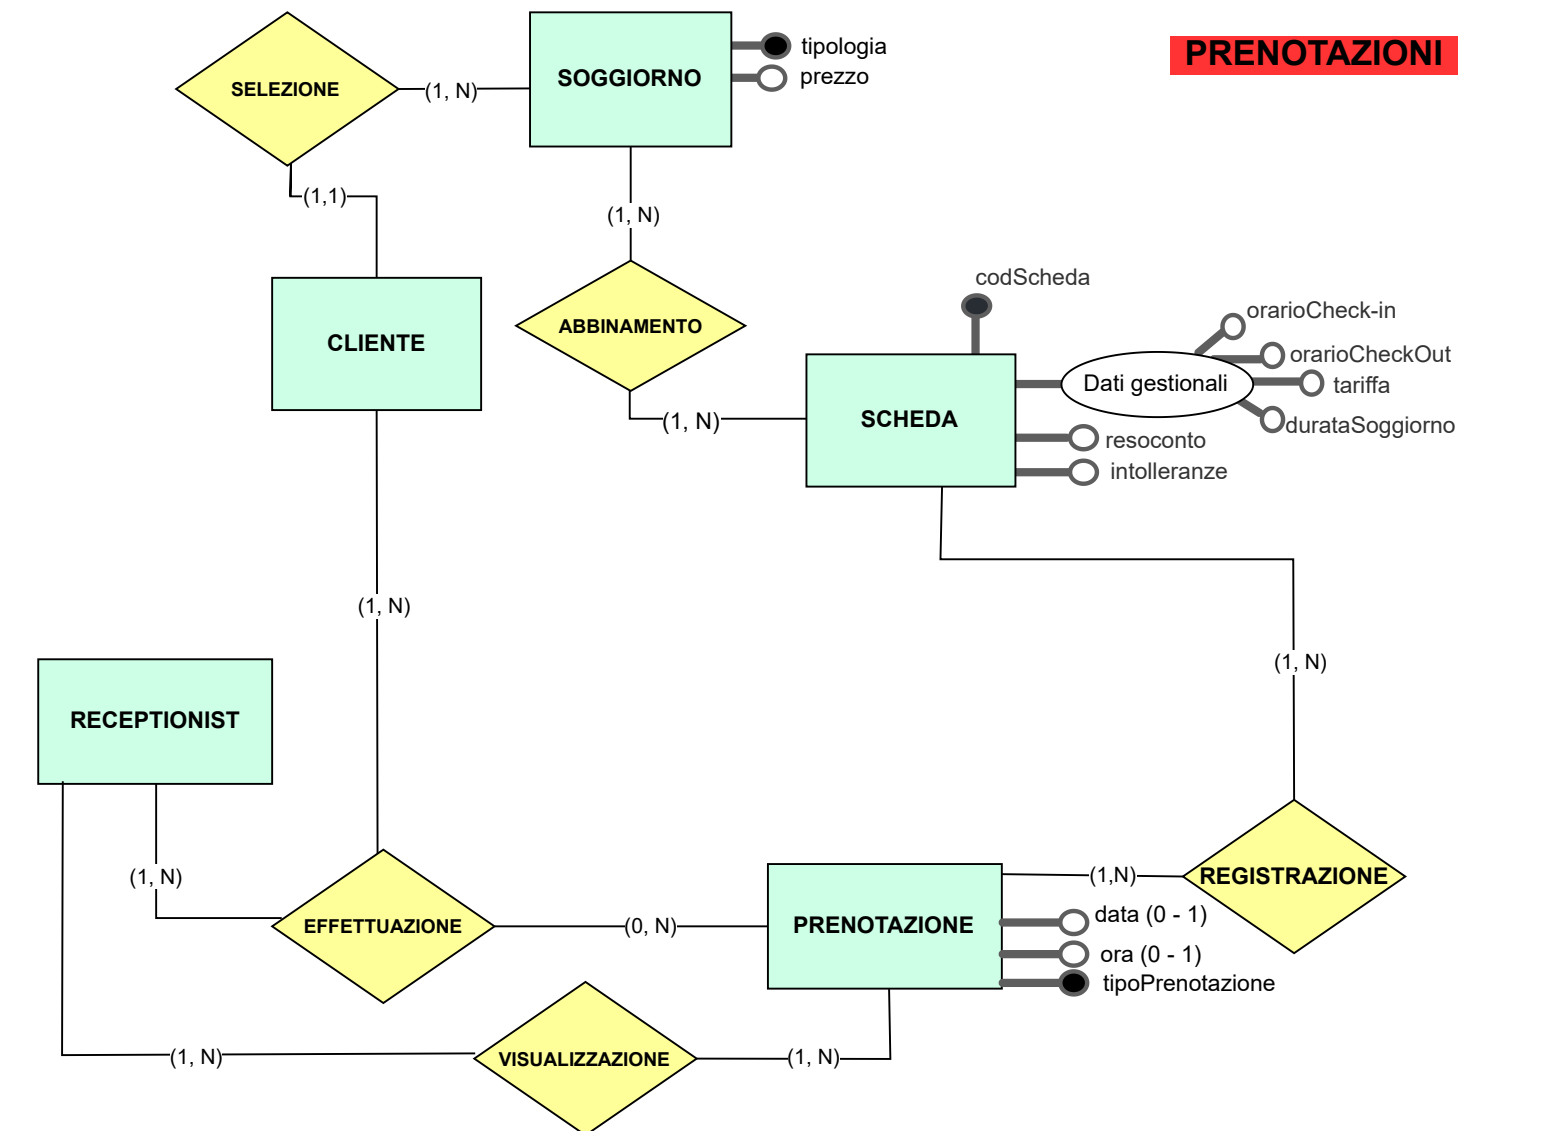 PRENOTAZIONI
SELEZIONE
(1, N)
SOGGIORNO
tipologia
prezzo
(1,1)
(1, N)
CLIENTE
ABBINAMENTO
(1, N)
codScheda
SCHEDA
Dati gestionali
orarioCheck-in
orarioCheckOut
tariffa
durataSoggiorno
resoconto
intolleranze
(1, N)
(1, N)
RECEPTIONIST
(1, N)
EFFETTUAZIONE
(0, N)
PRENOTAZIONE
(1,N)
REGISTRAZIONE
data (0 - 1)
ora (0 - 1)
tipoPrenotazione
(1, N)
VISUALIZZAZIONE
(1, N)